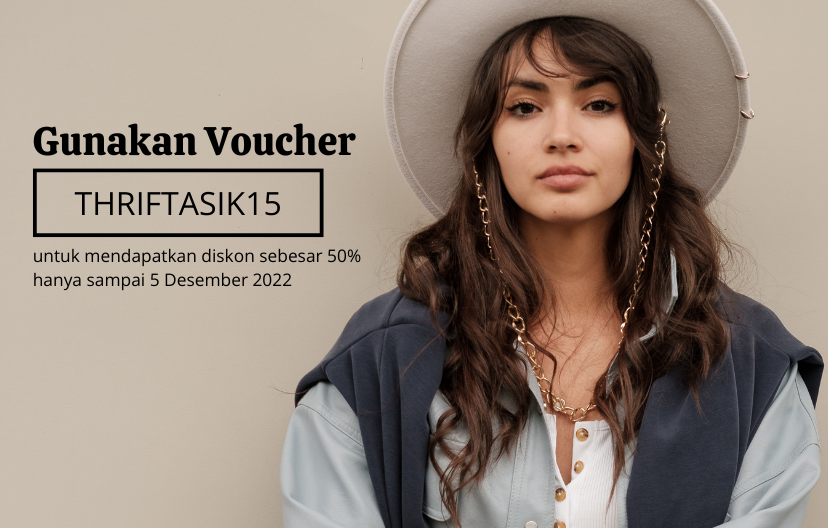 Gunakan Voucher
THRIFTASIK15
untuk mendapatkan diskon sebesar 50%
hanya sampai 5 Desember 2022